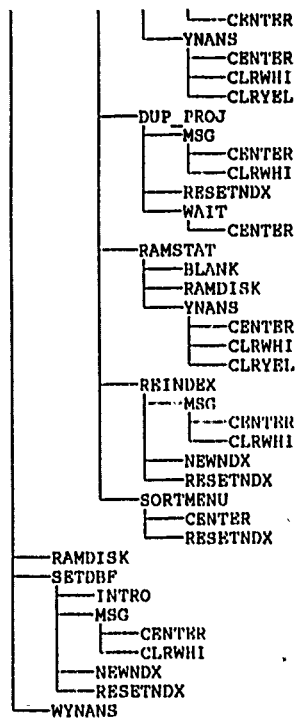 CENTER
YNANS
CENTER
CLRWHI
CLRYEL
DUP_PROJ
MSG
CENTER
CLRWHI
RESETNDX
WAIT
CENTER
RAMSTAT
BLANK
RAMDISK
YNANS
CENTER
CLRWHI
CLRYEL
REINDEX
MSG
CENTER
CLRWHI
NEWNDX
RESETNDX
SORTMENU
CENTER
RESETNDX
RAMDISK
SETDBF
INTRO
MSG
CENTER
CLRWHI
NEWNDX
RESETNDX
WYNANS